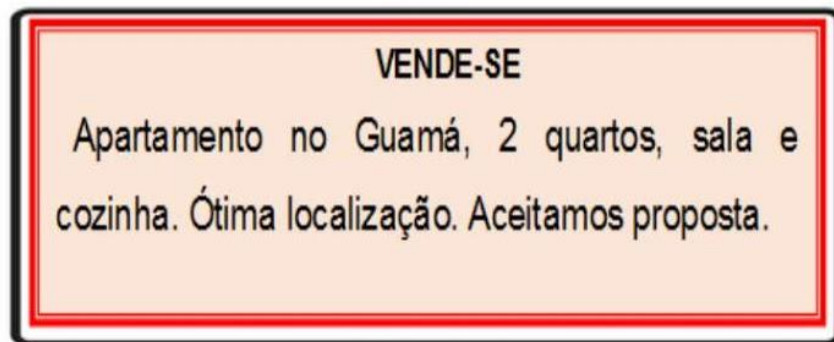 VENDE-SE
Apartamento no Guamá, 2 quartos, sala e
cozinha. Ótima localização. Aceitamos proposta.